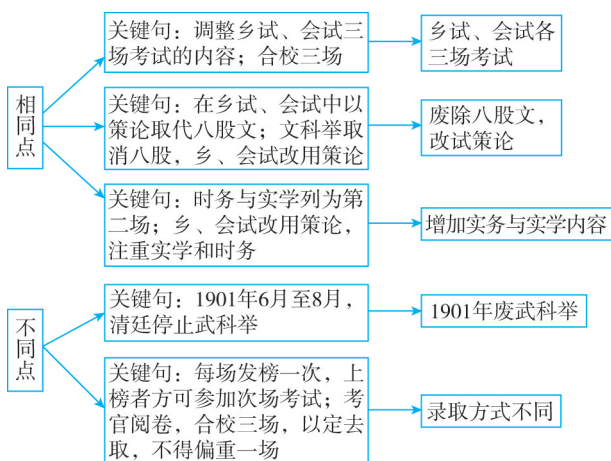 相同点
关键句：调整乡试、会试三
场考试的内容；合校三场
乡试、会试各
三场考试
关键句：在乡试、会试中以
策论取代八股文；文科举取
消八股，乡、会试改用策论
废除八股文，
改试策论
关键句：时务与实学列为第
二场；乡、会试改用策论，
注重实学和时务
增加实务与实学内容
不同点
关键句：1901年6月至8月，
清廷停止武科举
1901年废武科举
关键句：每场发榜一次，上
榜者方可参加次场考试；考
官阅卷，合校三场，以定去
取，不得偏重一场
录取方式不同